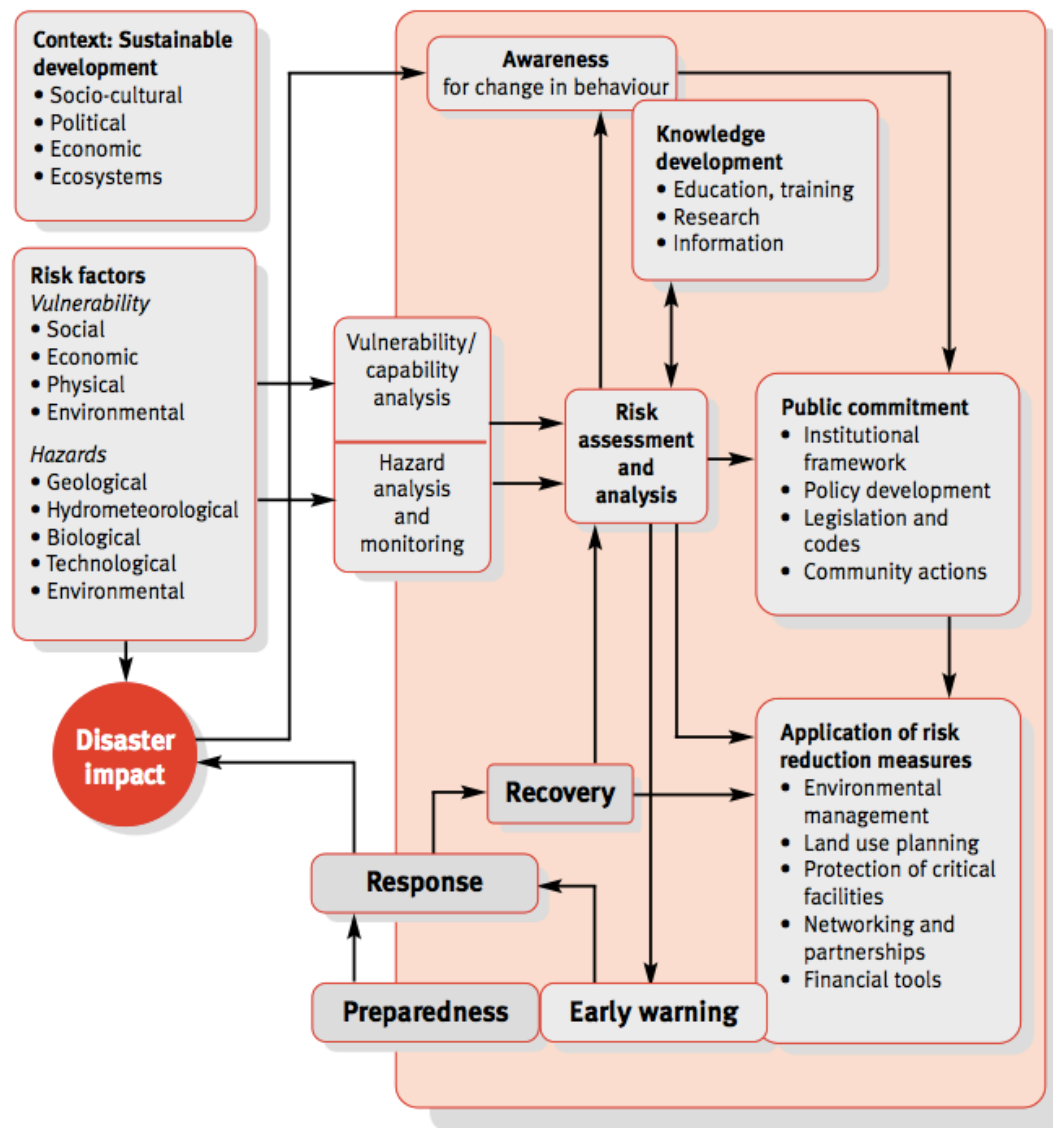 Context: Sustainable
development
• Socio-cultural
• Political
• Economic
• Ecosystems
Awareness
for change in behaviour
Knowledge
development
• Education, training
• Research
• Information
Risk factors
Vulnerability
• Social
• Economic
• Physical
• Environmental
Hazards
• Geological
• Hydrometeorological
• Biological
• Technological
• Environmental
Vulnerability/
capability
analysis
Hazard
analysis
and
monitoring
Risk
assessment
and
analysis
Public commitment
• Institutional
framework
• Policy development
• Legislation and
codes
• Community actions
Disaster
impact
Recovery
Application of risk
reduction measures
• Environmental
management
• Land use planning
• Protection of critical
facilities
• Networking and
partnerships
• Financial tools
Response
Preparedness
Early warning